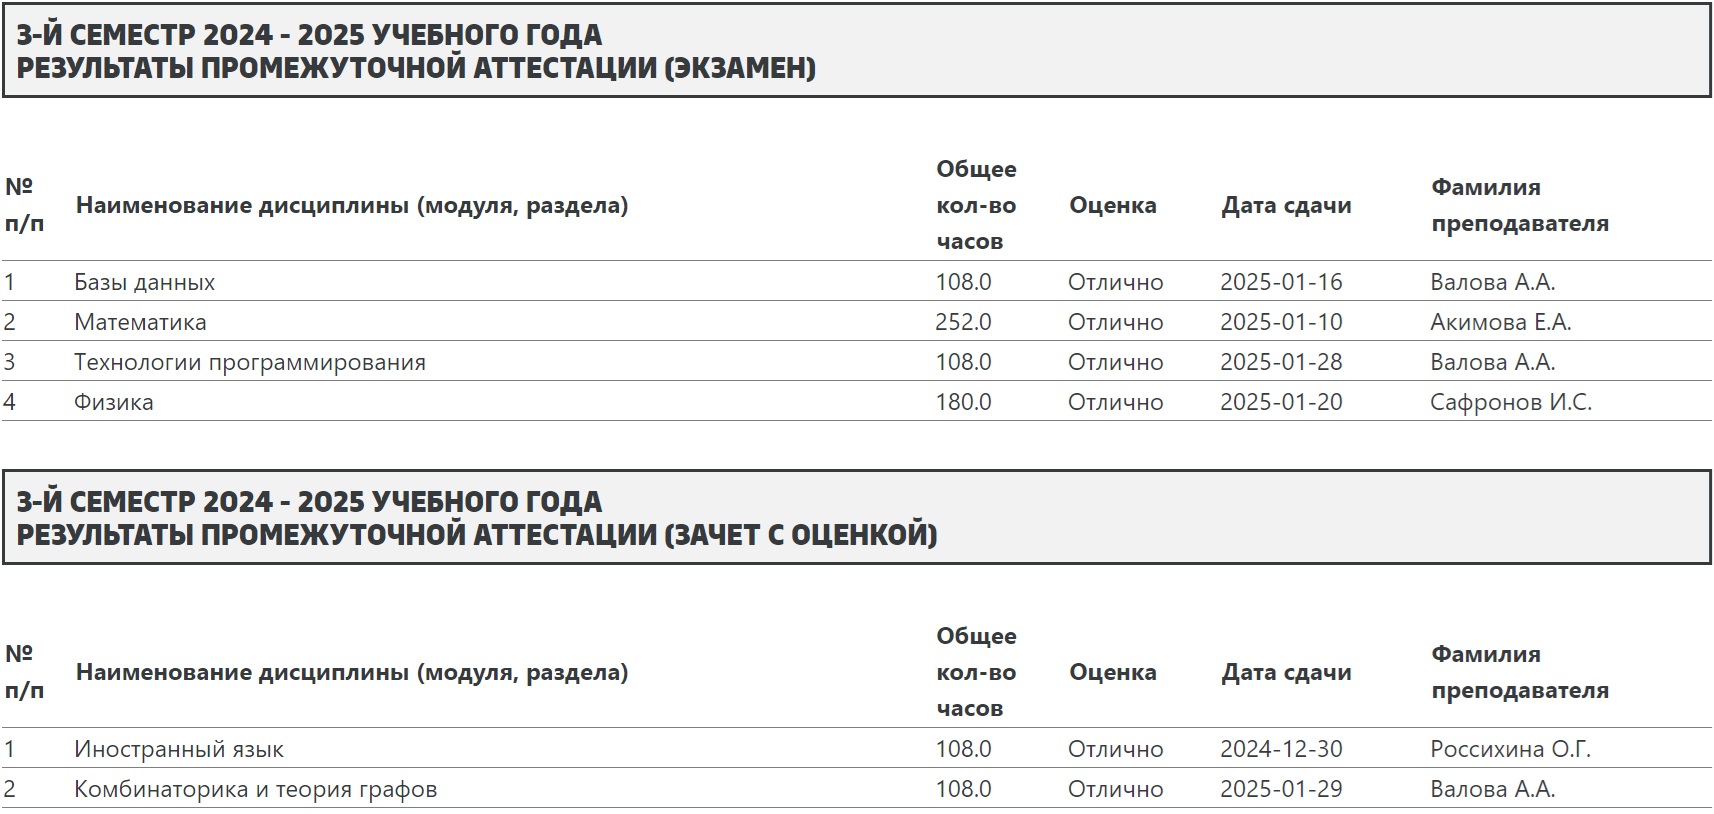 3-Й СЕМЕСТР 2024 - 2025 УЧЕБНОГО ГОДА
РЕЗУЛЬТАТЫ ПРОМЕЖУТОЧНОЙ АТТЕСТАЦИИ (ЭКЗАМЕН)
№ п/п Наименование дисциплины (модуля, раздела) Общее кол-во часов Оценка Дата сдачи Фамилия преподавателя
1 Базы данных 108.0 Отлично 2025-01-16 Валова А.А.
2 Математика 252.0 Отлично 2025-01-10 Акимова Е.А.
3 Технологии программирования 108.0 Отлично 2025-01-28 Валова А.А.
4 Физика 180.0 Отлично 2025-01-20 Сафронов И.С.
3-Й СЕМЕСТР 2024 - 2025 УЧЕБНОГО ГОДА
РЕЗУЛЬТАТЫ ПРОМЕЖУТОЧНОЙ АТТЕСТАЦИИ (ЗАЧЕТ С ОЦЕНКОЙ)
№ п/п Наименование дисциплины (модуля, раздела) Общее кол-во часов Оценка Дата сдачи Фамилия преподавателя
1 Иностранный язык 108.0 Отлично 2024-12-30 Россихина О.Г.
2 Комбинаторика и теория графов 108.0 Отлично 2025-01-29 Валова А.А.